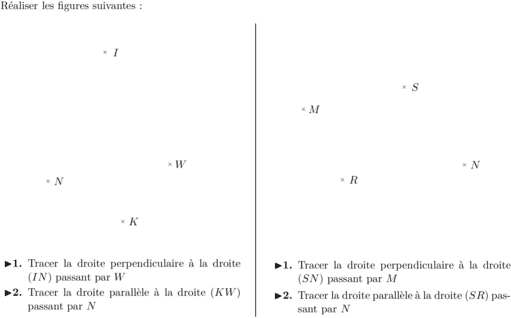 Réaliser les figures suivantes :
× I
× W
× N
× K
▶1. Tracer la droite perpendiculaire à la droite
(IN) passant par W
▶2. Tracer la droite parallèle à la droite (KW)
passant par N
× S
× M
× N
× R
▶1. Tracer la droite perpendiculaire à la droite
(SN) passant par M
▶2. Tracer la droite parallèle à la droite (SR) pas-
sant par N